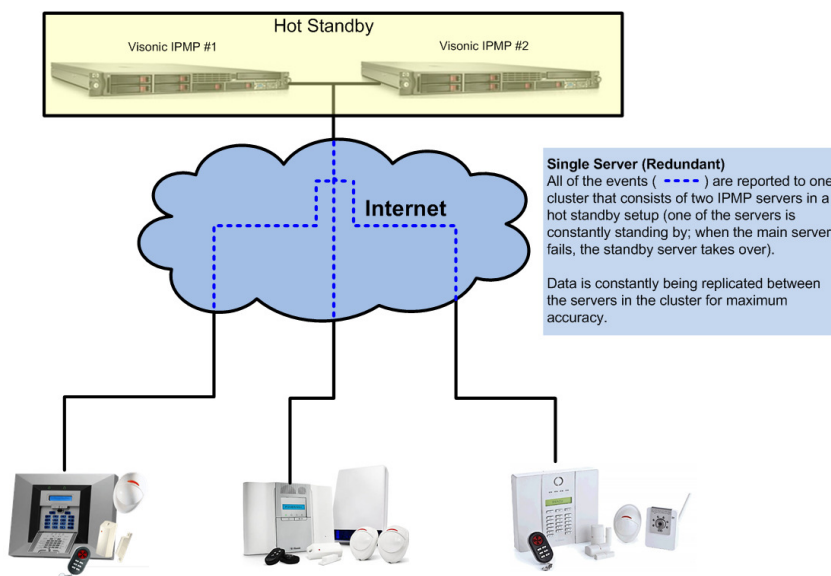 Hot Standby
Visonic IPMP #1
Visonic IPMP #2
Internet
Single Server (Redundant)
All of the events ( ----- ) are reported to one
cluster that consists of two IPMP servers in a
hot standby setup (one of the servers is
constantly standing by; when the main server
fails, the standby server takes over).
Data is constantly being replicated between
the servers in the cluster for maximum
accuracy.